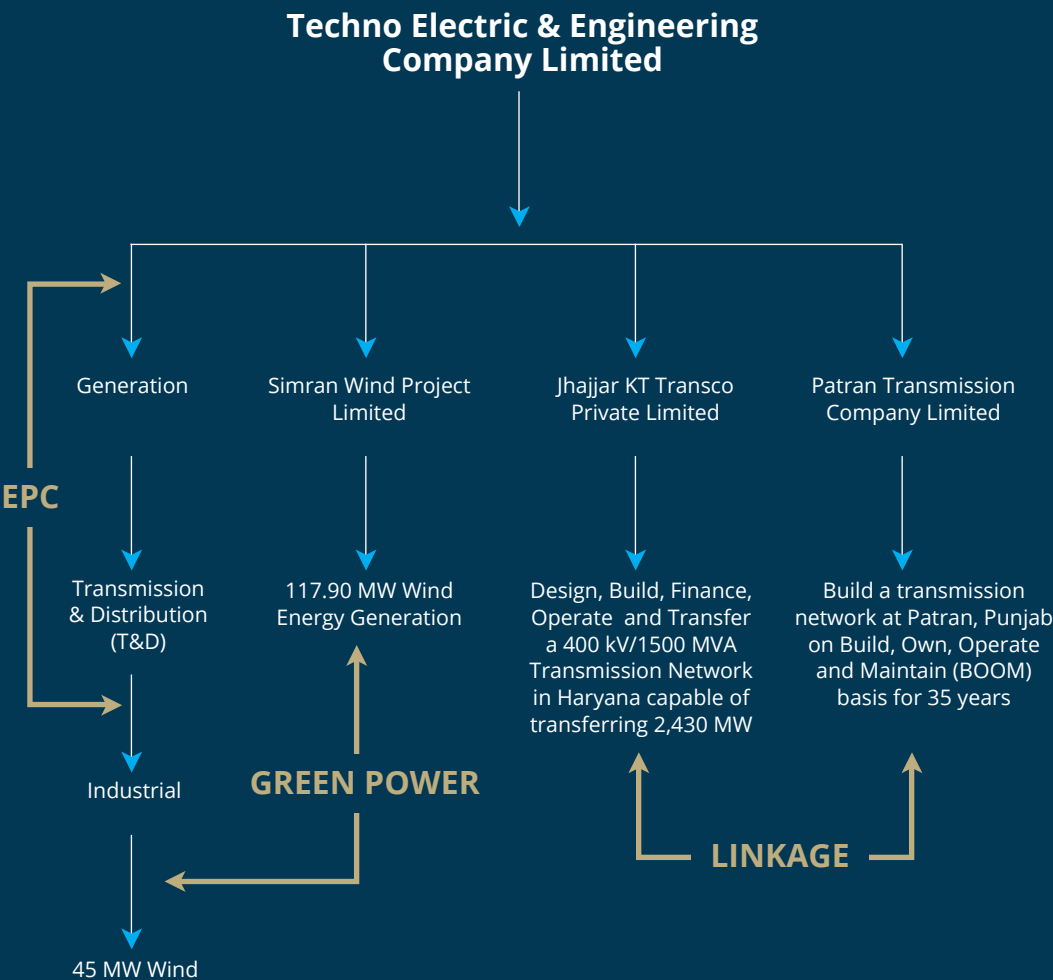 Techno Electric & Engineering
Company Limited
Generation
Simran Wind Project
Limited
Jhajjar KT Transco
Private Limited
Patran Transmission
Company Limited
EPC
Transmission
& Distribution
(T&D)
117.90 MW Wind
Energy Generation
Design, Build, Finance,
Operate and Transfer
a 400 kV/1500 MVA
Transmission Network
in Haryana capable of
transferring 2,430 MW
Build a transmission
network at Patran, Punjab
on Build, Own, Operate
and Maintain (BOOM)
basis for 35 years
Industrial
GREEN POWER
LINKAGE
45 MW Wind